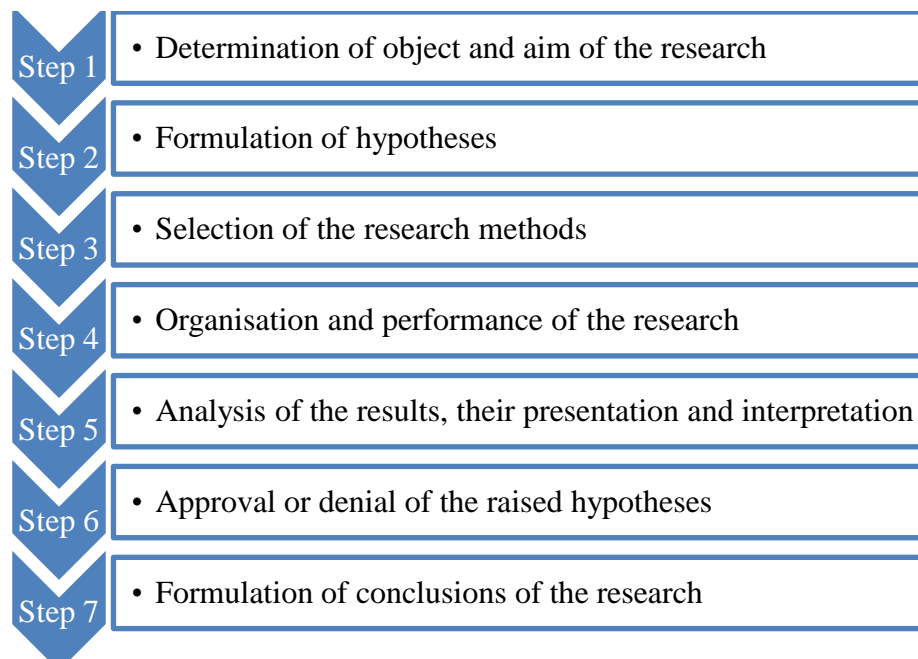 Step 1
• Determination of object and aim of the research
Step 2
• Formulation of hypotheses
Step 3
• Selection of the research methods
Step 4
• Organisation and performance of the research
Step 5
• Analysis of the results, their presentation and interpretation
Step 6
• Approval or denial of the raised hypotheses
Step 7
• Formulation of conclusions of the research